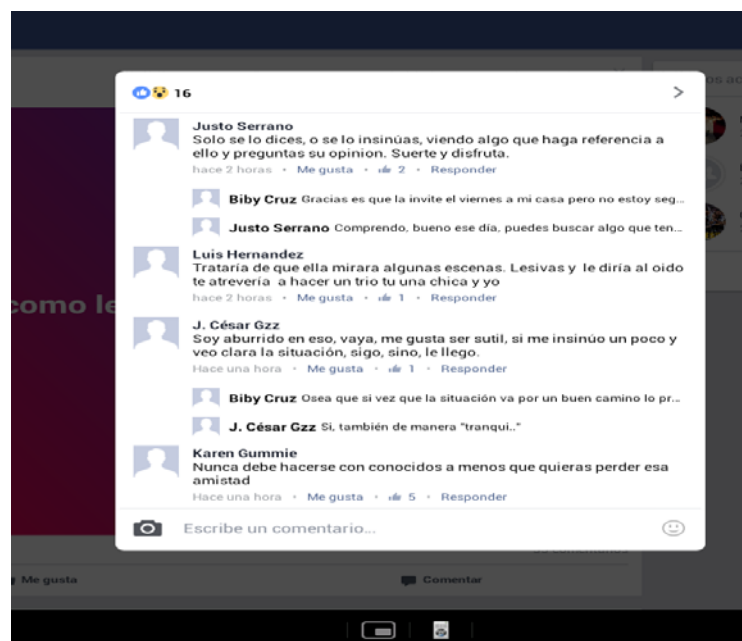 16
Justo Serrano
Solo se lo dices, o se lo insinúas, viendo algo que haga referencia a
ello y preguntas su opinion. Suerte y disfruta.
hace 2 horas • Me gusta • 2 • Responder
Biby Cruz Gracias es que la invite el viernes a mi casa pero no estoy seg...
Justo Serrano Comprendo, bueno ese día, puedes buscar algo que ten...
Luis Hernandez
Trataría de que ella mirara algunas escenas. Lesivas y le diría al oido
te atrevería a hacer un trio tu una chica y yo
hace 2 horas • Me gusta • 1 • Responder
J. César Gzz
Soy aburrido en eso, vaya, me gusta ser sutil, si me insinúo un poco y
veo clara la situación, sigo, sino, le llego.
Hace una hora • Me gusta • 1 • Responder
Biby Cruz Osea que si vez que la situación va por un buen camino lo pr...
J. César Gzz Si, también de manera "tranqui.."
Karen Gummie
Nunca debe hacerse con conocidos a menos que quieras perder esa
amistad
Hace una hora • Me gusta • 5 • Responder
Escribe un comentario...
como le
os ac
Me gusta
Comentar